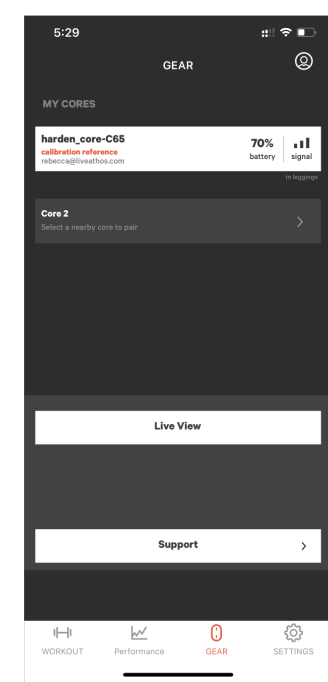 5:29
GEAR
MY CORES
harden_core-C65
calibration reference
rebecca@liveathos.com
70%
battery
signal
in leggings
Core 2
Select a nearby core to pair
Live View
Support
WORKOUT
Performance
GEAR
SETTINGS